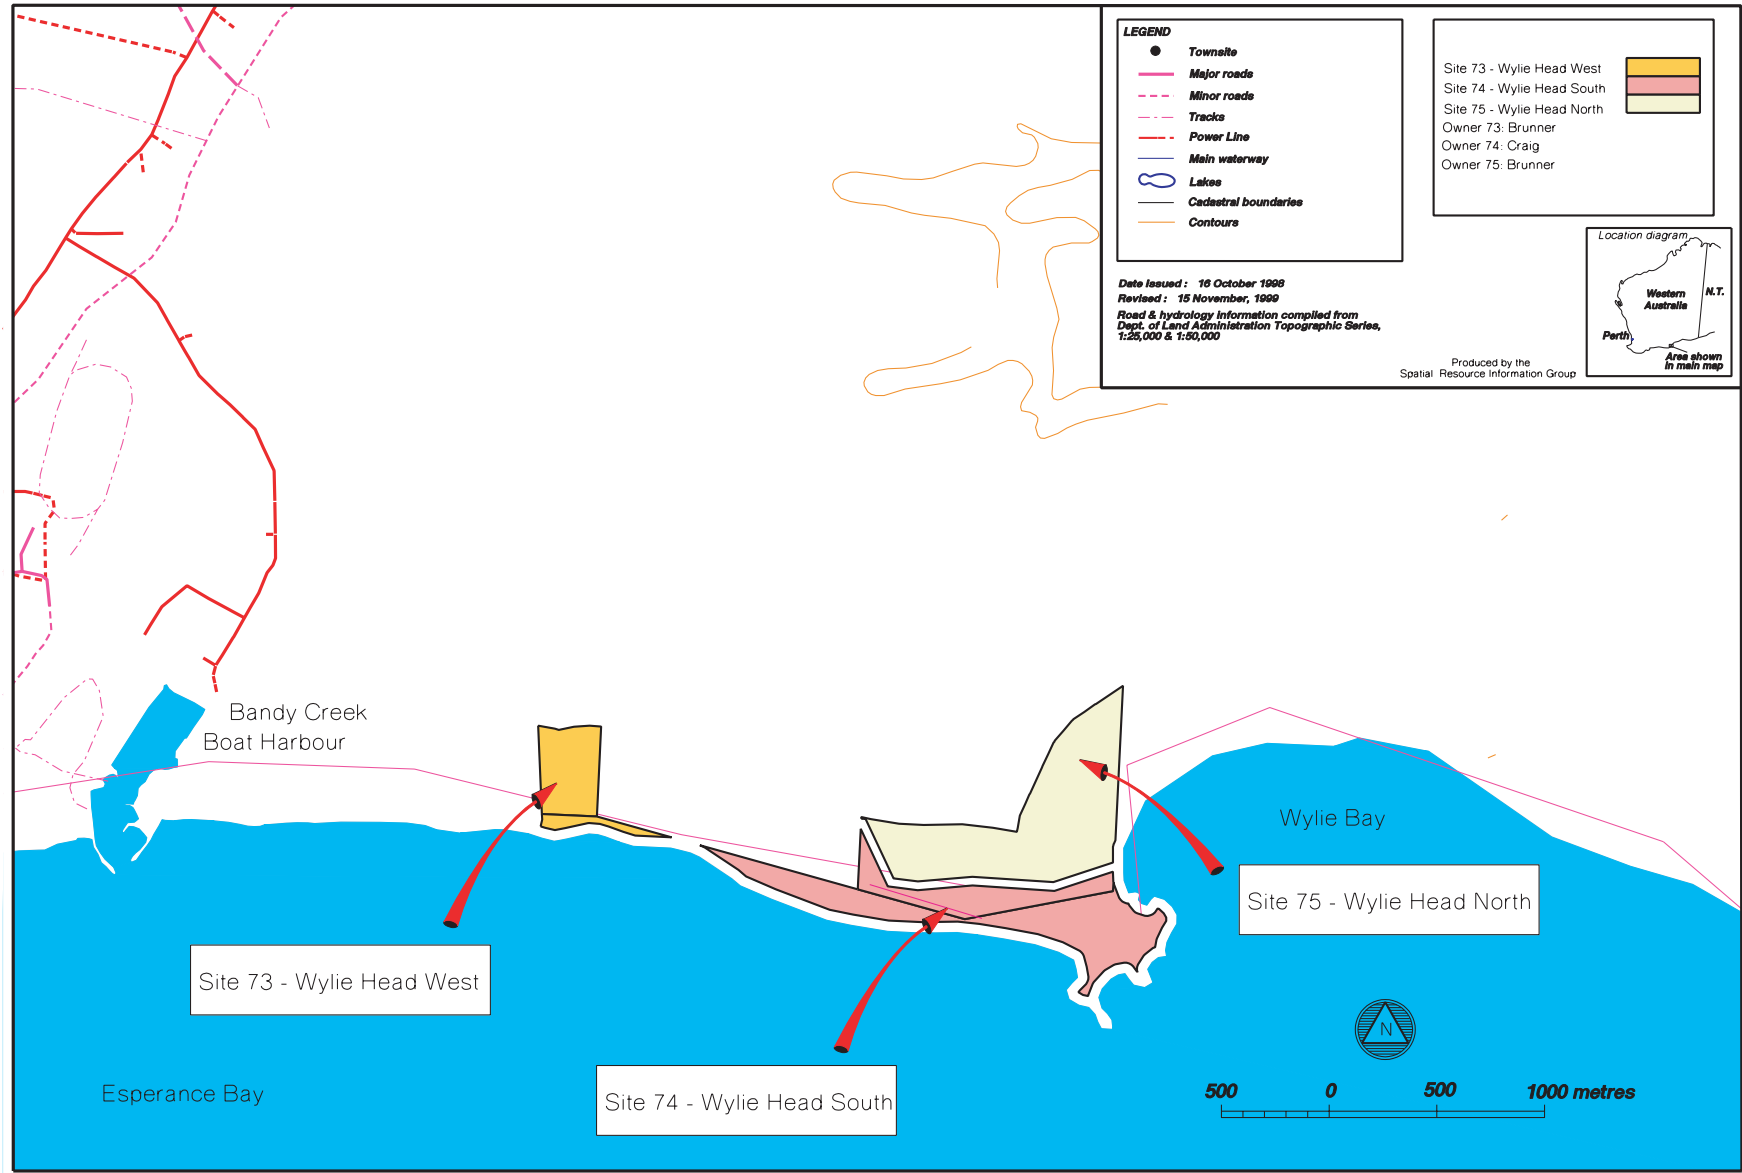 LEGEND
Townsite
Major roads
Minor roads
Tracks
Power Line
Main waterway
Lakes
Cadastral boundaries
Contours
Site 73 - Wylie Head West
Site 74 - Wylie Head South
Site 75 - Wylie Head North
Owner 73: Brunner
Owner 74: Craig
Owner 75: Brunner
Date Issued : 16 October 1998
Revised : 15 November, 1999
Road & hydrology information compiled from
Dept. of Land Administration Topographic Series,
1:25,000 & 1:50,000
Produced by the
Spatial Resource Information Group
Location diagram
Western
Australia
N.T.
Perth
Area shown
in main map
Bandy Creek
Boat Harbour
Wylie Bay
Site 75 - Wylie Head North
Site 73 - Wylie Head West
Site 74 - Wylie Head South
Esperance Bay
N
500 0 500 1000 metres